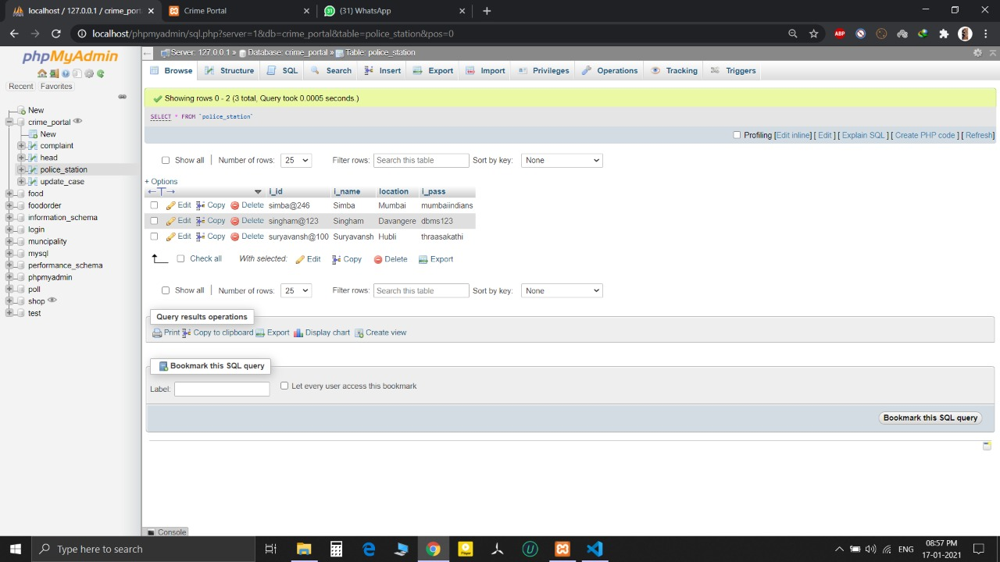 localhost / 127.0.0.1 / crime_port
Crime Portal
(31) WhatsApp
localhost/phpmyadmin/sql.php?server=1&db=crime_portal&table=police_station&pos=0
ABP
phpMyAdmin
Recent Favorites
New
crime_portal
New
complaint
head
police_station
update_case
food
foodorder
information_schema
login
muncipality
mysql
performance_schema
phpmyadmin
poll
shop
test
Server: 127.0.0.1 » Database: crime_portal » Table: police_station
Browse Structure SQL Search Insert Export Import Privileges Operations Tracking Triggers
Showing rows 0 - 2 (3 total, Query took 0.0005 seconds.)
SELECT * FROM `police_station`
Profiling [Edit inline] [ Edit ] [ Explain SQL ] [ Create PHP code ] [ Refresh]
Show all Number of rows: 25 Filter rows: Search this table Sort by key: None
+ Options
←T→ i_id i_name location i_pass
Edit Copy Delete simba@246 Simba Mumbai mumbaiindians
Edit Copy Delete singham@123 Singham Davangere dbms123
Edit Copy Delete suryavansh@100 Suryavansh Hubli thraasakathi
Check all With selected: Edit Copy Delete Export
Show all Number of rows: 25 Filter rows: Search this table Sort by key: None
Query results operations
Print Copy to clipboard Export Display chart Create view
Bookmark this SQL query
Label: Let every user access this bookmark
Bookmark this SQL query
Console
Type here to search
ENG
08:57 PM
17-01-2021